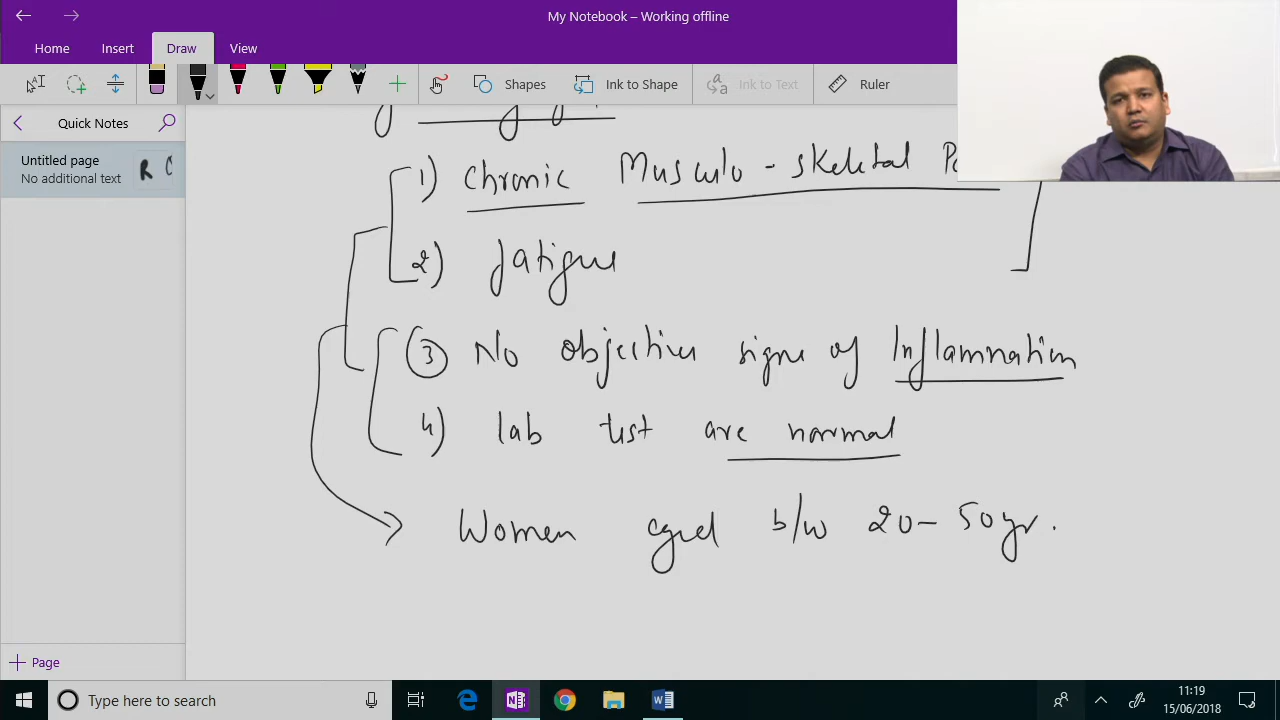 My Notebook – Working offline
Home Insert Draw View
Shapes Ink to Shape Ink to Text Ruler
Quick Notes
Untitled page
No additional text
R
1) Chronic Musculo - skeletal
2) fatigue
③ No objective signs of Inflammation
4) lab test are normal
Women aged b/w 20 - 50yr.
Page
Type here to search
11:19
15/06/2018